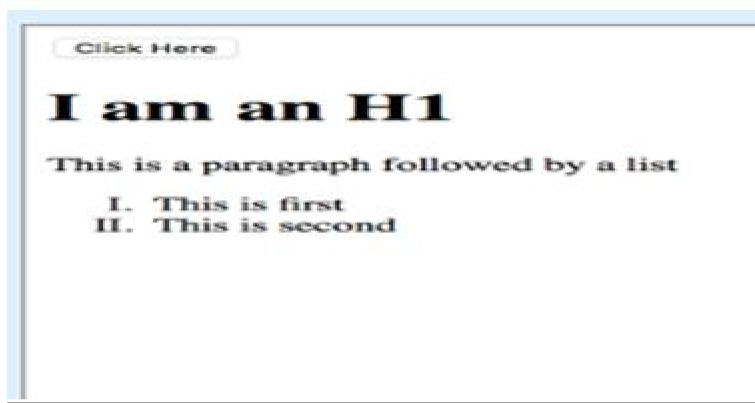 Click Here
I am an H1
This is a paragraph followed by a list
I. This is first
II. This is second